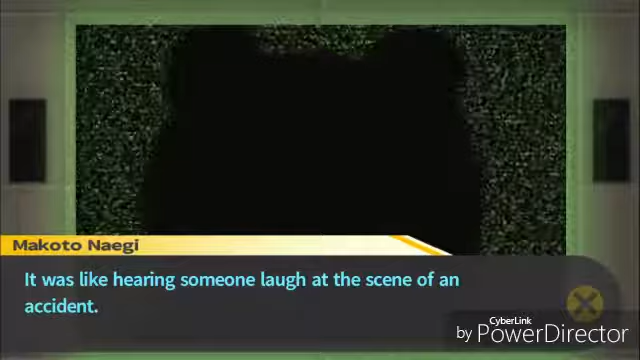 Makoto Naegi
It was like hearing someone laugh at the scene of an
accident.
CyberLink
by PowerDirector